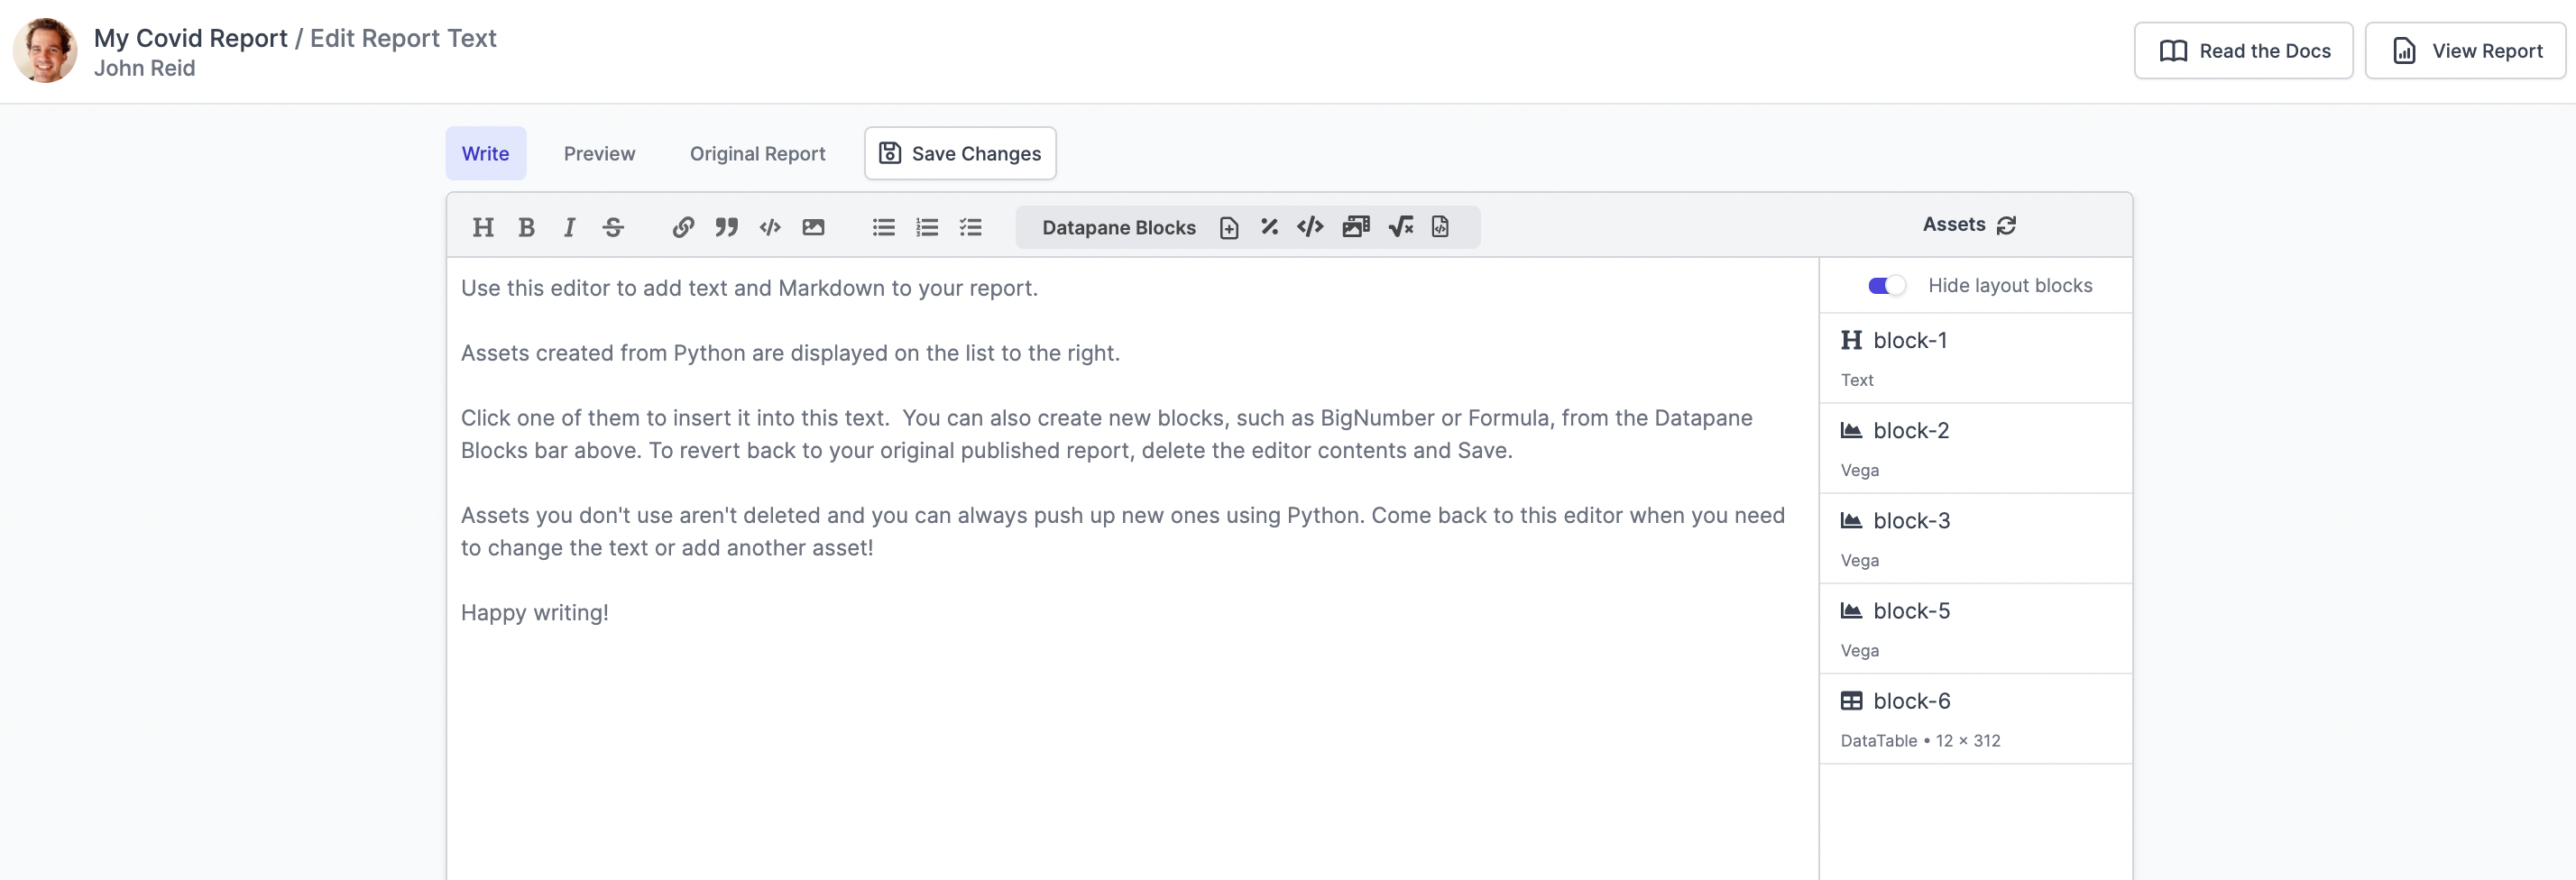 My Covid Report / Edit Report Text
John Reid
Read the Docs
View Report
Write
Preview
Original Report
Save Changes
Datapane Blocks
Assets
Use this editor to add text and Markdown to your report.
Assets created from Python are displayed on the list to the right.
Click one of them to insert it into this text.  You can also create new blocks, such as BigNumber or Formula, from the Datapane
Blocks bar above. To revert back to your original published report, delete the editor contents and Save.
Assets you don't use aren't deleted and you can always push up new ones using Python. Come back to this editor when you need
to change the text or add another asset!
Happy writing!
Hide layout blocks
block-1
Text
block-2
Vega
block-3
Vega
block-5
Vega
block-6
DataTable • 12 × 312